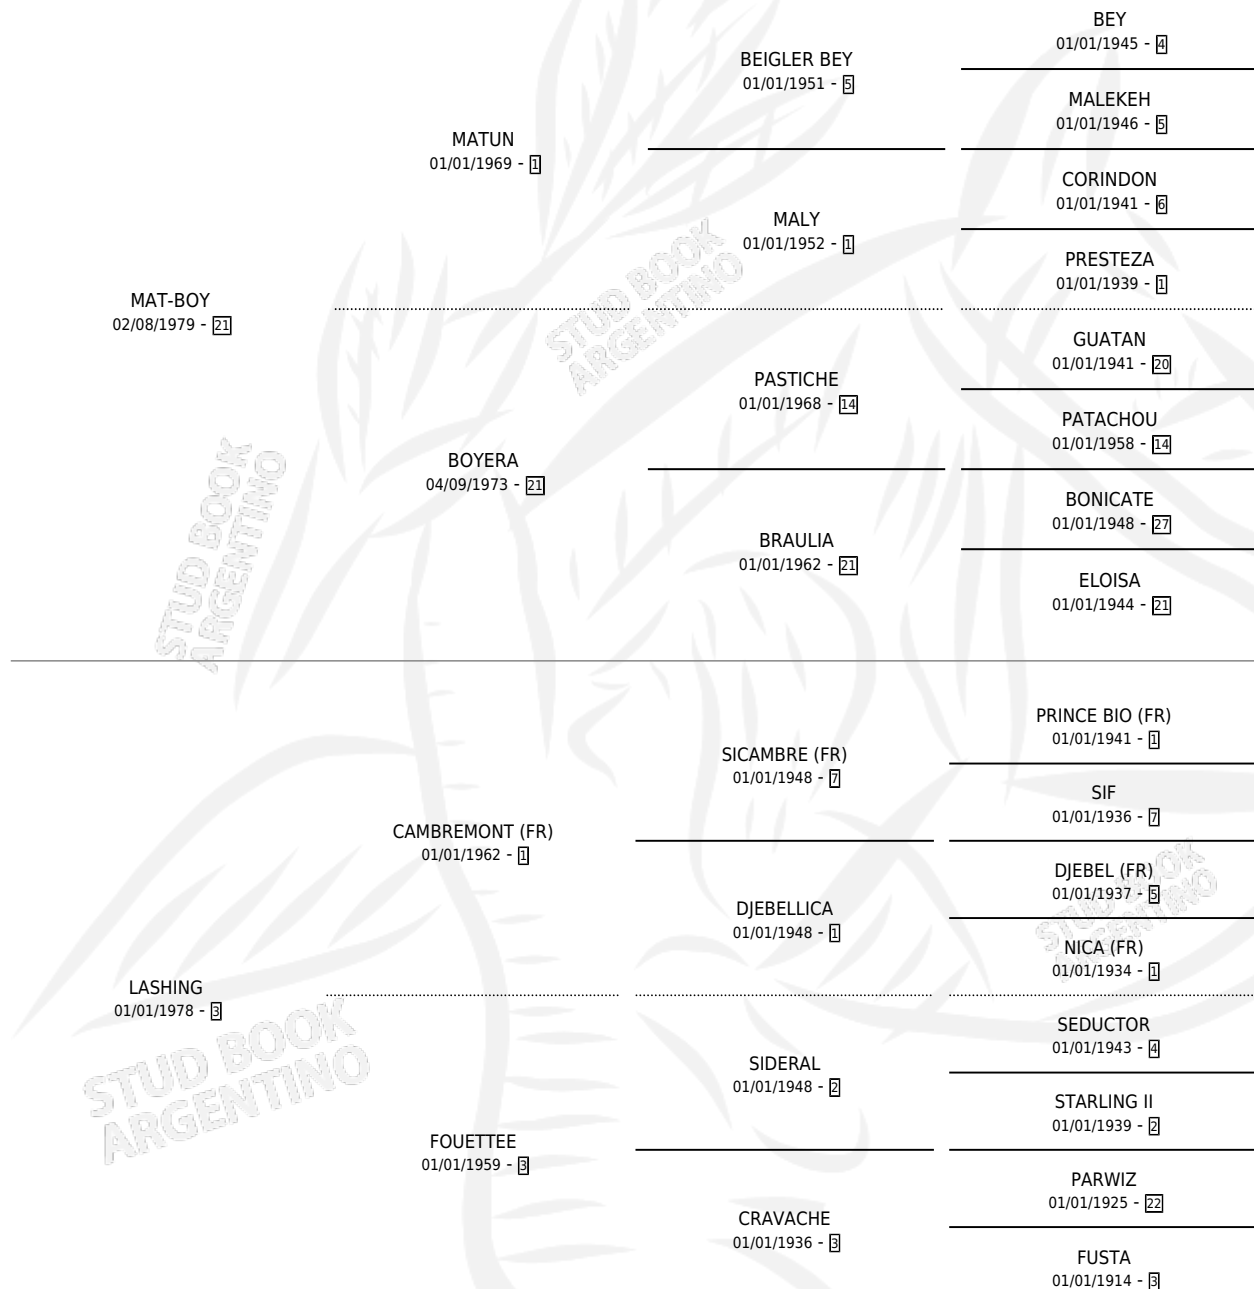 BEY
01/01/1945 - 4
BEIGLER BEY
01/01/1951 - 5
MALEKEH
01/01/1946 - 5
MATUN
01/01/1969 - 1
CORINDON
01/01/1941 - 6
MALY
01/01/1952 - 1
PRESTEZA
01/01/1939 - 1
MAT-BOY
02/08/1979 - 21
GUATAN
01/01/1941 - 20
PASTICHE
01/01/1968 - 14
PATACHOU
01/01/1958 - 14
BOYERA
04/09/1973 - 21
BONICATE
01/01/1948 - 27
BRAULIA
01/01/1962 - 21
ELOISA
01/01/1944 - 21
PRINCE BIO (FR)
01/01/1941 - 1
SICAMBRE (FR)
01/01/1948 - 7
SIF
01/01/1936 - 7
CAMBREMONT (FR)
01/01/1962 - 1
DJEBEL (FR)
01/01/1937 - 5
DJEBELLICA
01/01/1948 - 1
NICA (FR)
01/01/1934 - 1
LASHING
01/01/1978 - 3
SEDUCTOR
01/01/1943 - 4
SIDERAL
01/01/1948 - 2
STARLING II
01/01/1939 - 2
FOUETTEE
01/01/1959 - 3
PARWIZ
01/01/1925 - 22
CRAVACHE
01/01/1936 - 3
FUSTA
01/01/1914 - 3
STUD BOOK
ARGENTINO
STUD BOOK
ARGENTINO
STUD BOOK
ARGENTINO
STUD BOOK
ARGENTINO